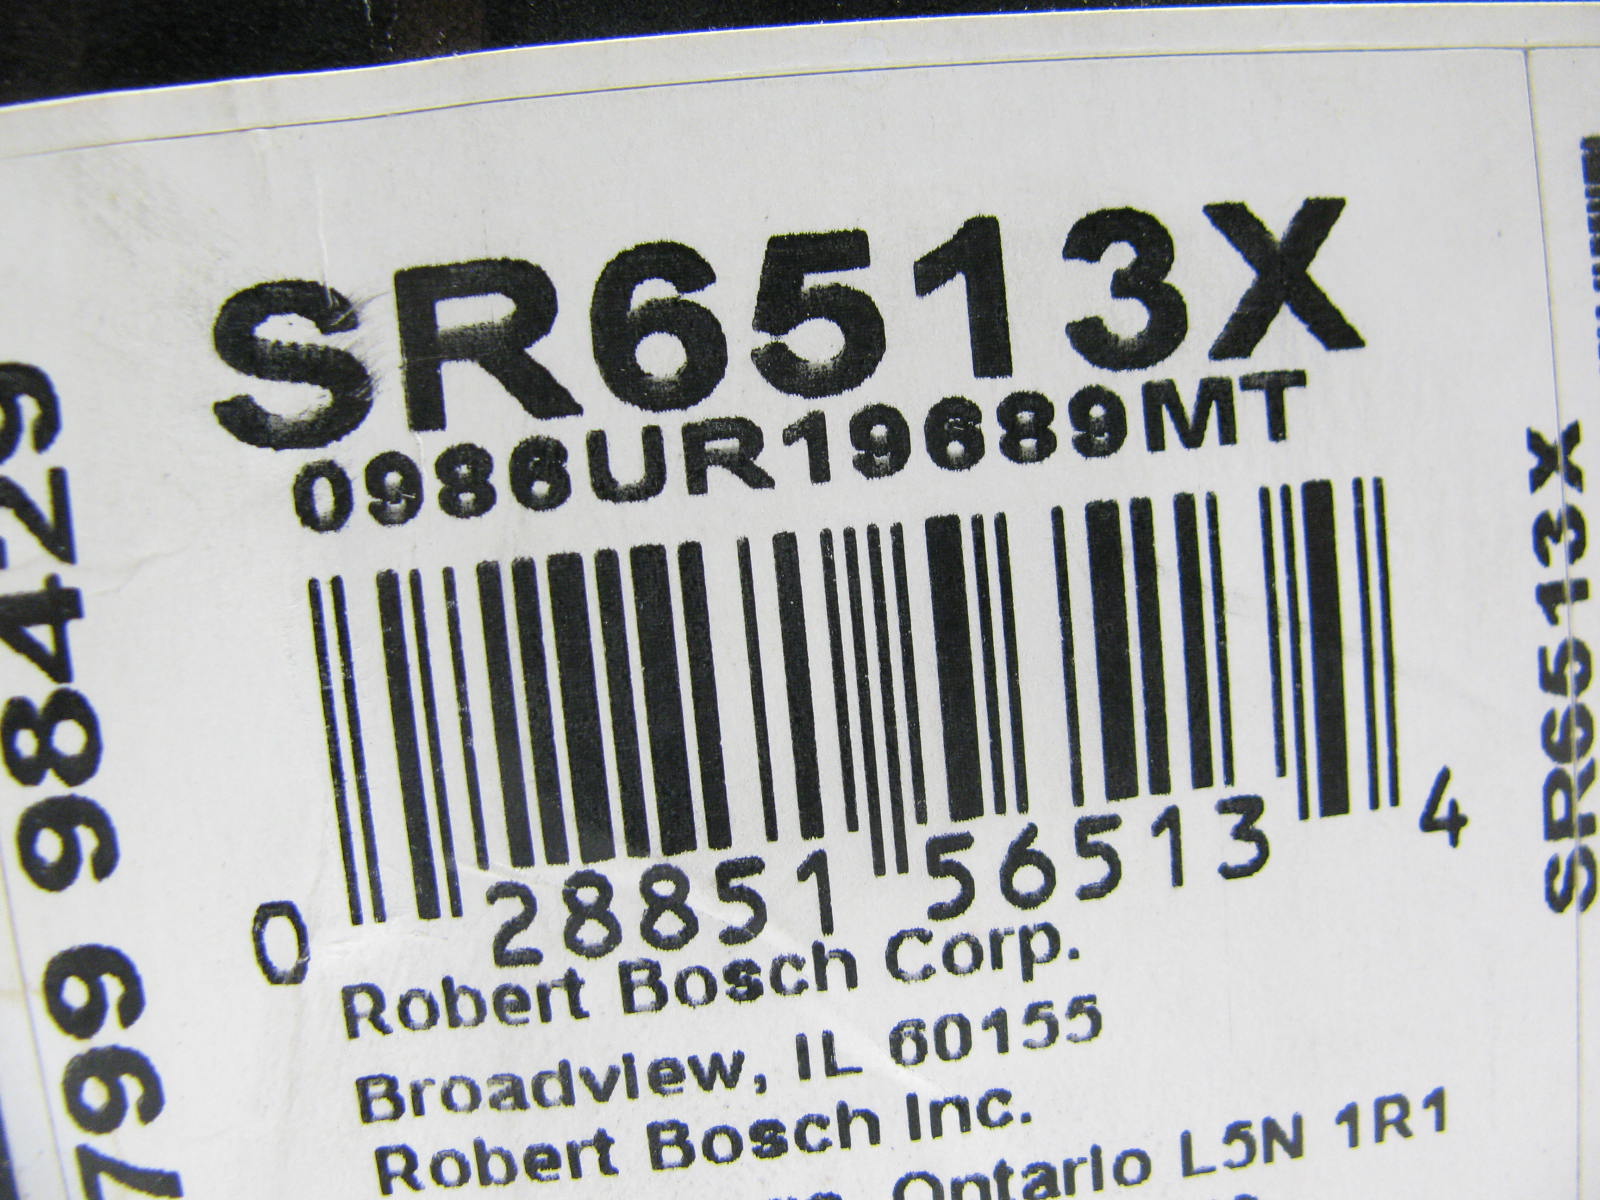 SR6513X
0986UR19689MT
0 28851 56513 4
Robert Bosch Corp.
Broadview, IL 60155
Robert Bosch Inc.
Ontario L5N 1R1
799 98429
SR6513X